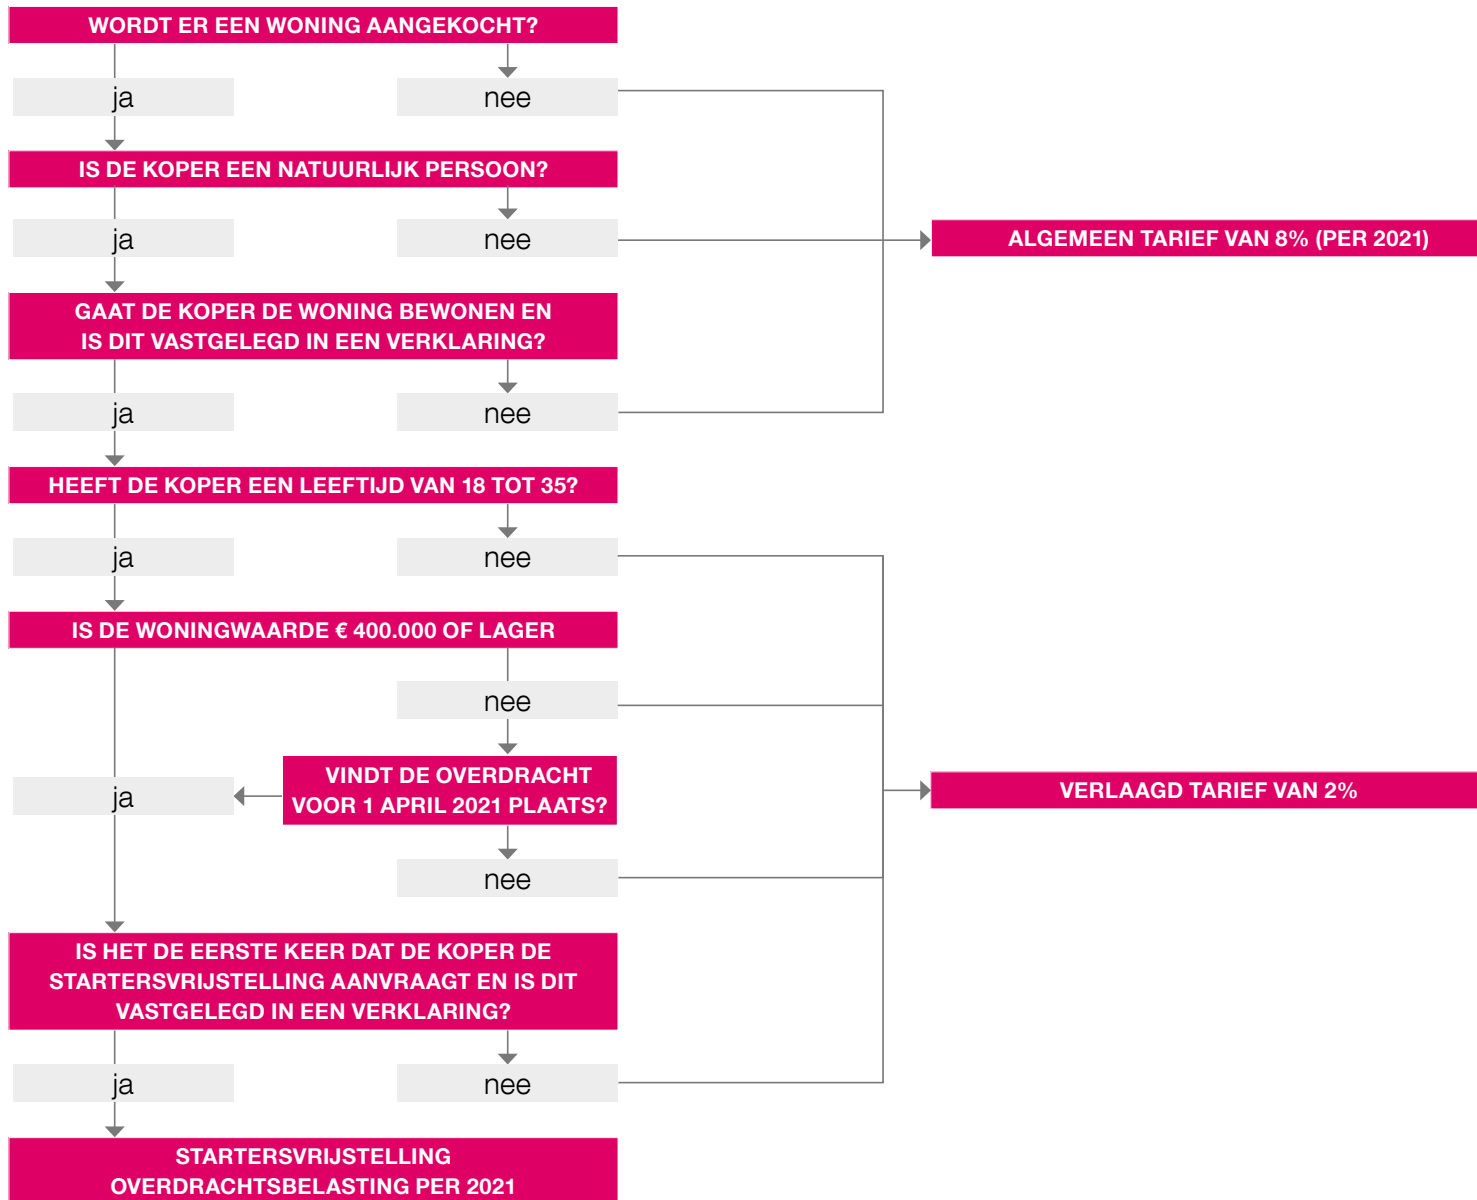 WORDT ER EEN WONING AANGEKOCHT?
ja
nee
IS DE KOPER EEN NATUURLIJK PERSOON?
ja
nee
ALGEMEEN TARIEF VAN 8% (PER 2021)
GAAT DE KOPER DE WONING BEWONEN EN
IS DIT VASTGELEGD IN EEN VERKLARING?
ja
nee
HEEFT DE KOPER EEN LEEFTIJD VAN 18 TOT 35?
ja
nee
IS DE WONINGWAARDE € 400.000 OF LAGER
nee
VINDT DE OVERDRACHT
VOOR 1 APRIL 2021 PLAATS?
ja
VERLAAGD TARIEF VAN 2%
nee
IS HET DE EERSTE KEER DAT DE KOPER DE
STARTERSVRIJSTELLING AANVRAAGT EN IS DIT
VASTGELEGD IN EEN VERKLARING?
ja
nee
STARTERSVRIJSTELLING
OVERDRACHTSBELASTING PER 2021